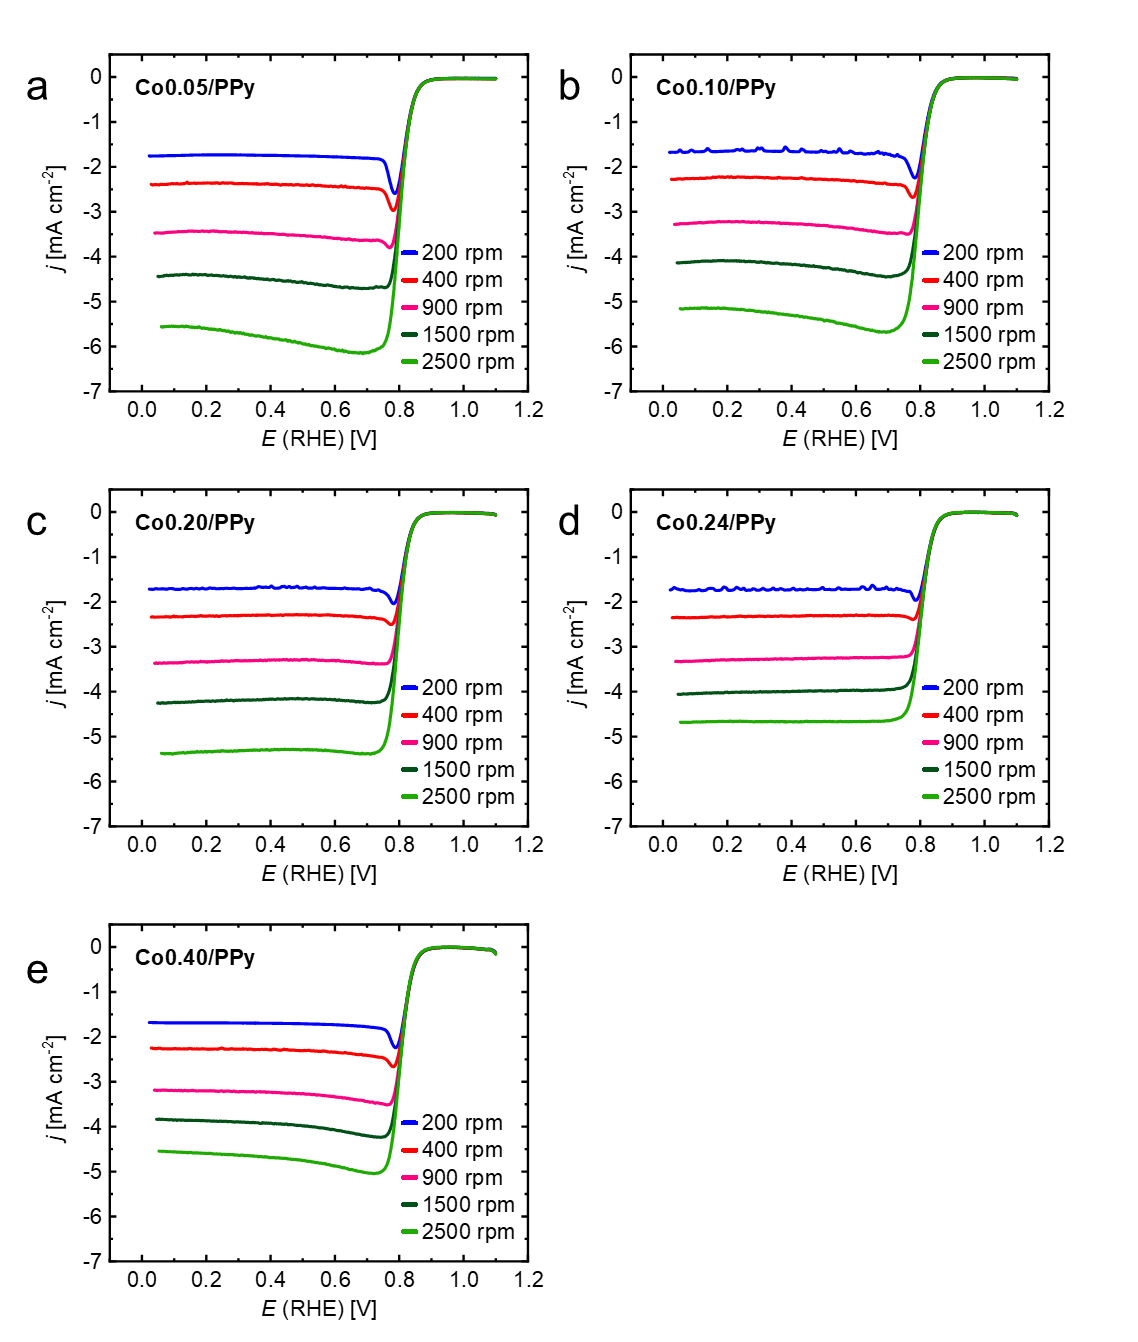 a
Co0.05/PPy
0
-1
-2
-3
-4
-5
-6
-7
j [mA cm-2]
200 rpm
400 rpm
900 rpm
1500 rpm
2500 rpm
0.0 0.2 0.4 0.6 0.8 1.0 1.2
E (RHE) [V]
b
Co0.10/PPy
0
-1
-2
-3
-4
-5
-6
-7
j [mA cm-2]
200 rpm
400 rpm
900 rpm
1500 rpm
2500 rpm
0.0 0.2 0.4 0.6 0.8 1.0 1.2
E (RHE) [V]
c
Co0.20/PPy
0
-1
-2
-3
-4
-5
-6
-7
j [mA cm-2]
200 rpm
400 rpm
900 rpm
1500 rpm
2500 rpm
0.0 0.2 0.4 0.6 0.8 1.0 1.2
E (RHE) [V]
d
Co0.24/PPy
0
-1
-2
-3
-4
-5
-6
-7
j [mA cm-2]
200 rpm
400 rpm
900 rpm
1500 rpm
2500 rpm
0.0 0.2 0.4 0.6 0.8 1.0 1.2
E (RHE) [V]
e
Co0.40/PPy
0
-1
-2
-3
-4
-5
-6
-7
j [mA cm-2]
200 rpm
400 rpm
900 rpm
1500 rpm
2500 rpm
0.0 0.2 0.4 0.6 0.8 1.0 1.2
E (RHE) [V]